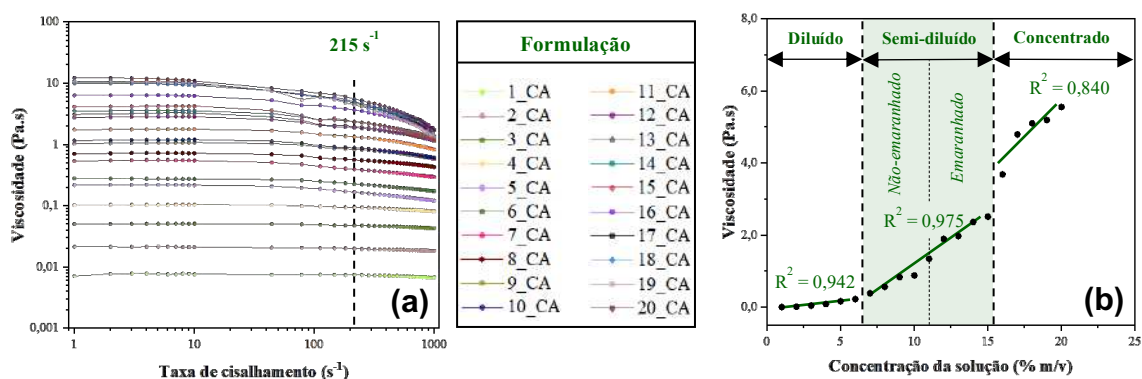 100
10
1
0,1
0,01
0,001
Viscosidade (Pa.s)
215 s⁻¹
(a)
1
10
100
1000
Taxa de cisalhamento (s⁻¹)
Formulação
1_CA
2_CA
3_CA
4_CA
5_CA
6_CA
7_CA
8_CA
9_CA
10_CA
11_CA
12_CA
13_CA
14_CA
15_CA
16_CA
17_CA
18_CA
19_CA
20_CA
8,0
6,0
4,0
2,0
0,0
Viscosidade (Pa.s)
Diluído
Semi-diluído
Concentrado
Não-emaranhado
Emaranhado
R² = 0,840
R² = 0,975
R² = 0,942
(b)
0
5
10
15
20
25
Concentração da solução (% m/v)